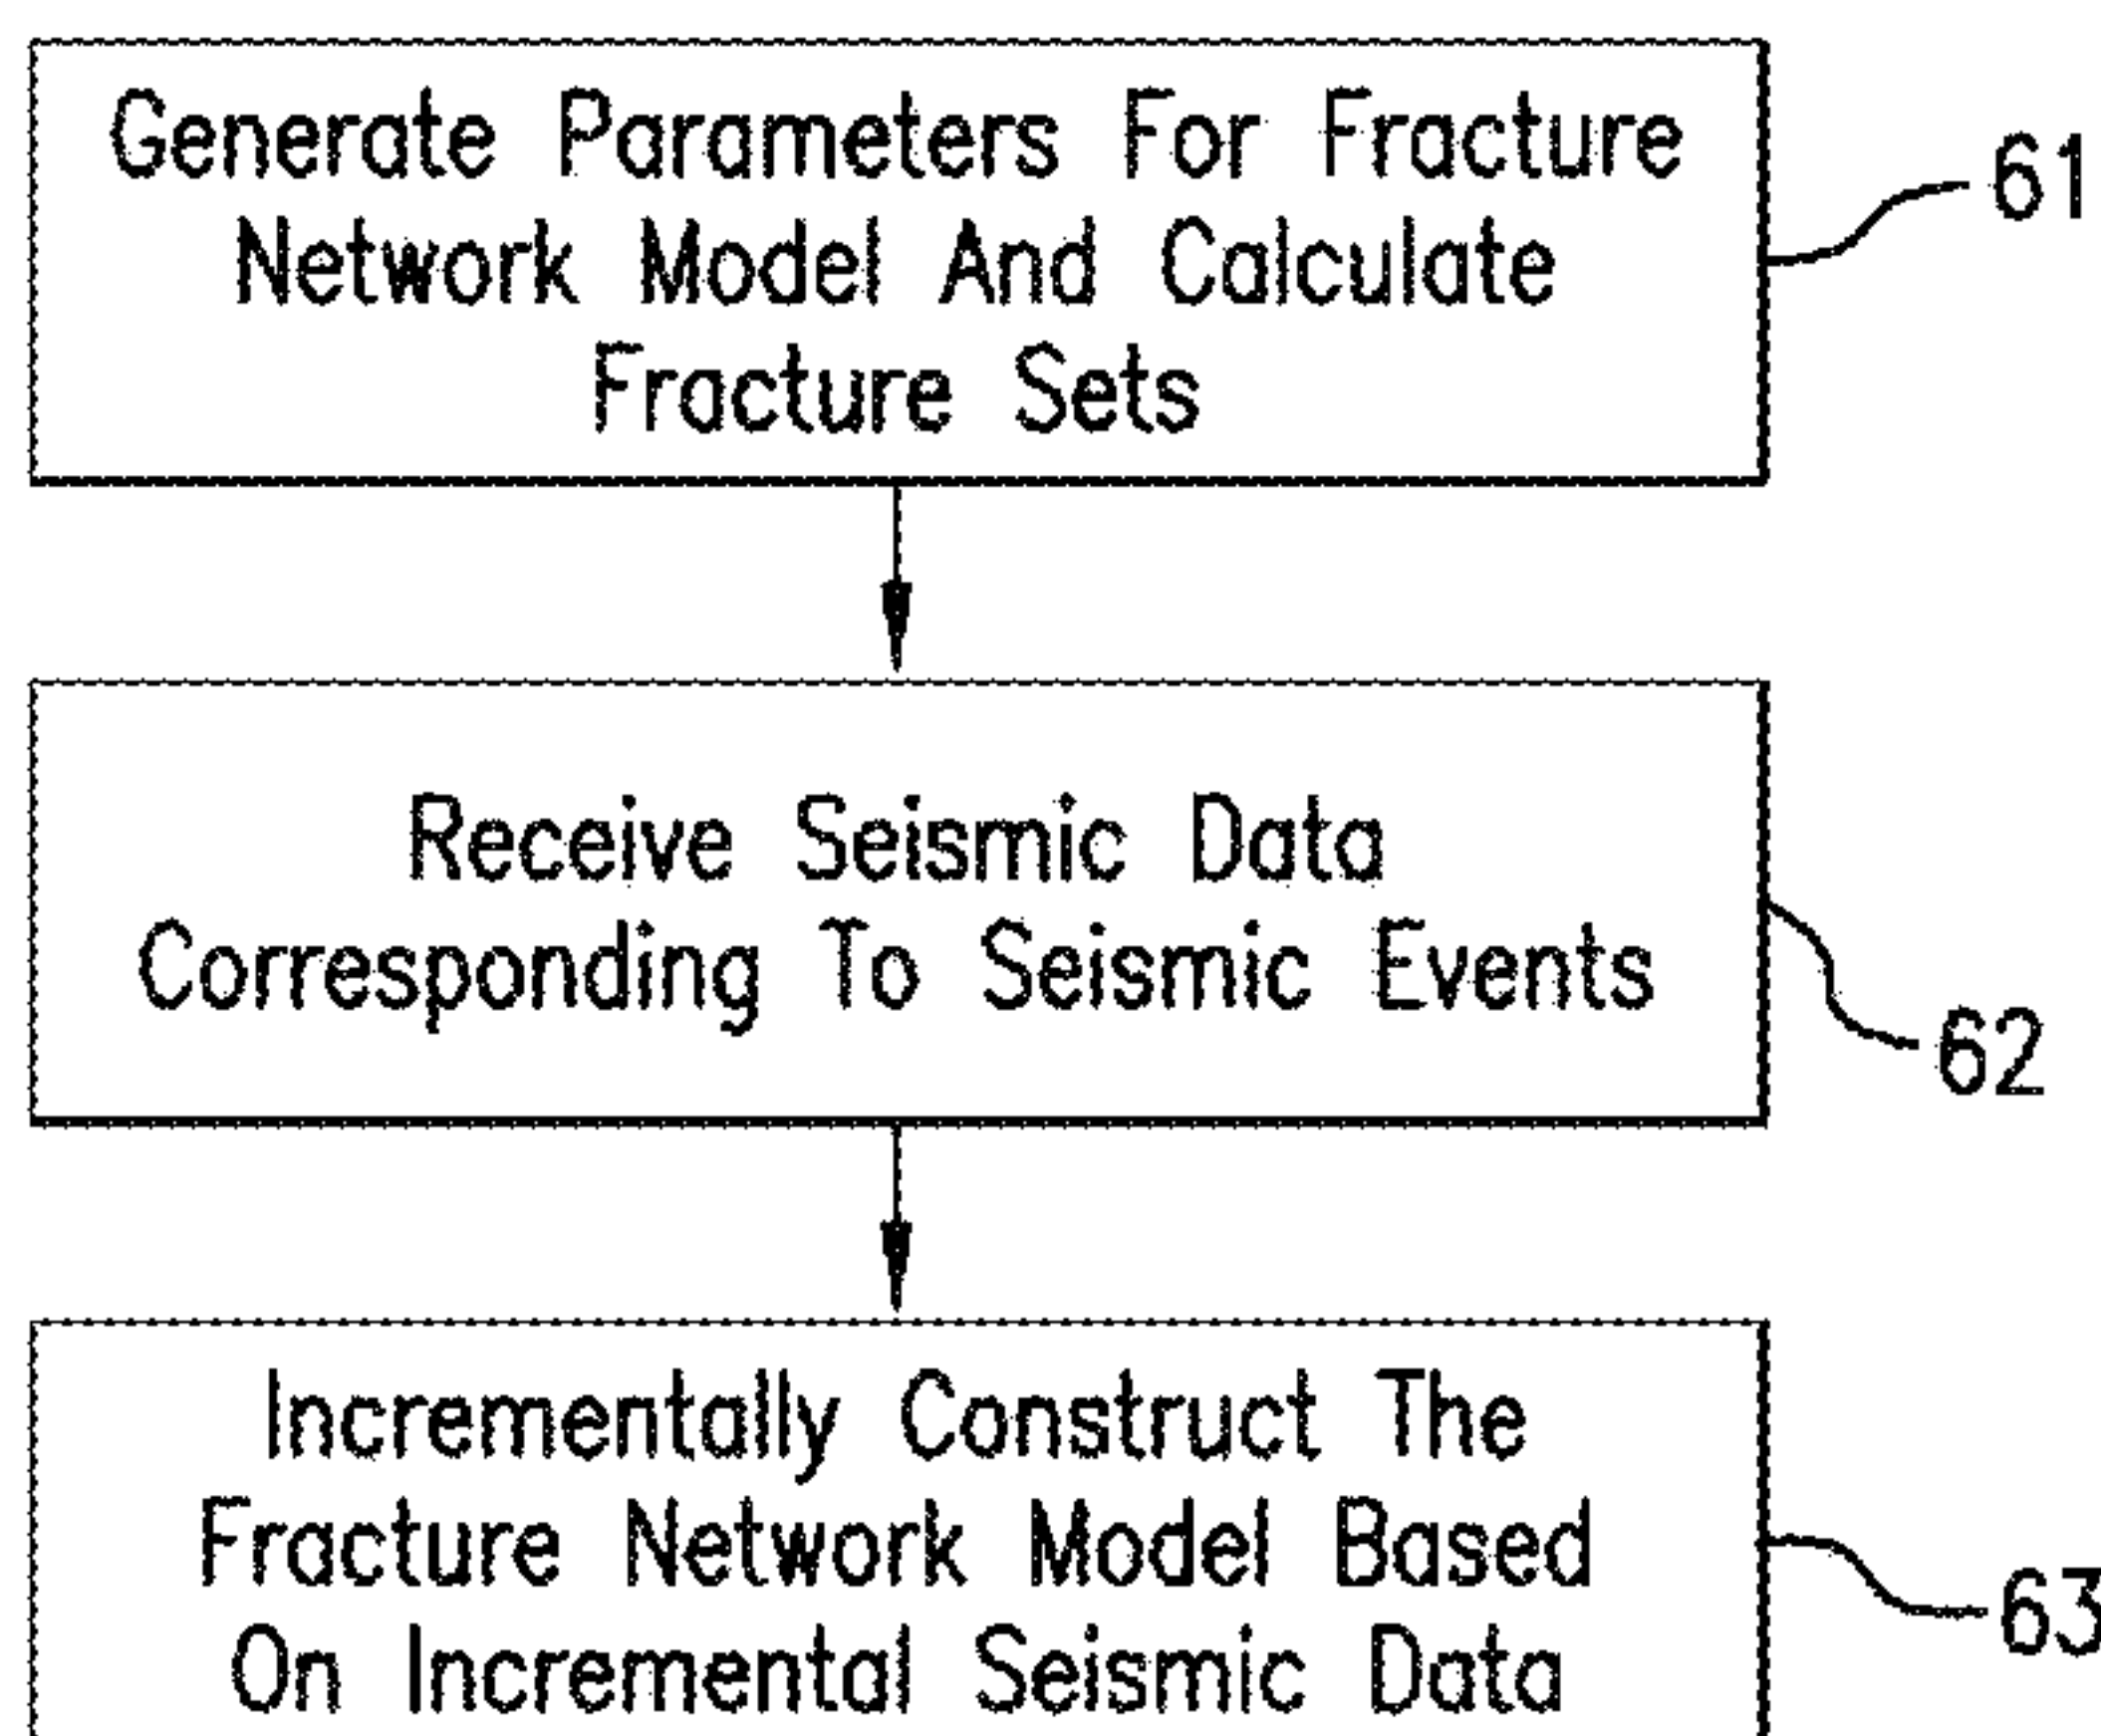 Generate Parameters For Fracture
Network Model And Calculate
Fracture Sets
61
Receive Seismic Data
Corresponding To Seismic Events
62
Incrementally Construct The
Fracture Network Model Based
On Incremental Seismic Data
63